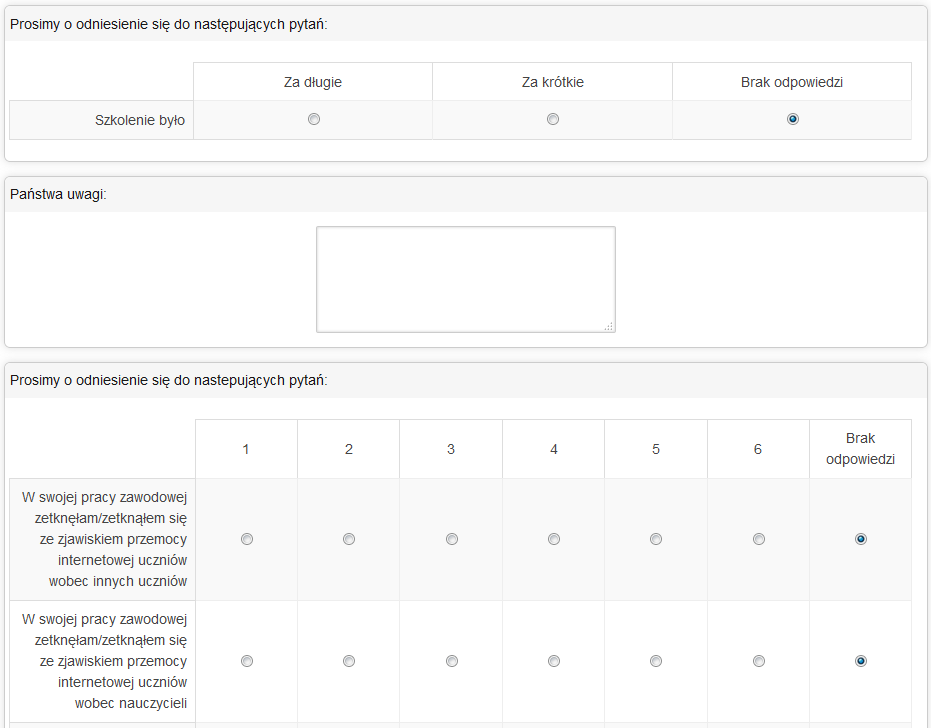 Prosimy o odniesienie się do następujących pytań:
Za długie Za krótkie Brak odpowiedzi
Szkolenie było
Państwa uwagi:
Prosimy o odniesienie się do nastepujących pytań:
1 2 3 4 5 6 Brak
odpowiedzi
W swojej pracy zawodowej
zetknęłam/zetknąłem się
ze zjawiskiem przemocy
internetowej uczniów
wobec innych uczniów
W swojej pracy zawodowej
zetknęłam/zetknąłem się
ze zjawiskiem przemocy
internetowej uczniów
wobec nauczycieli